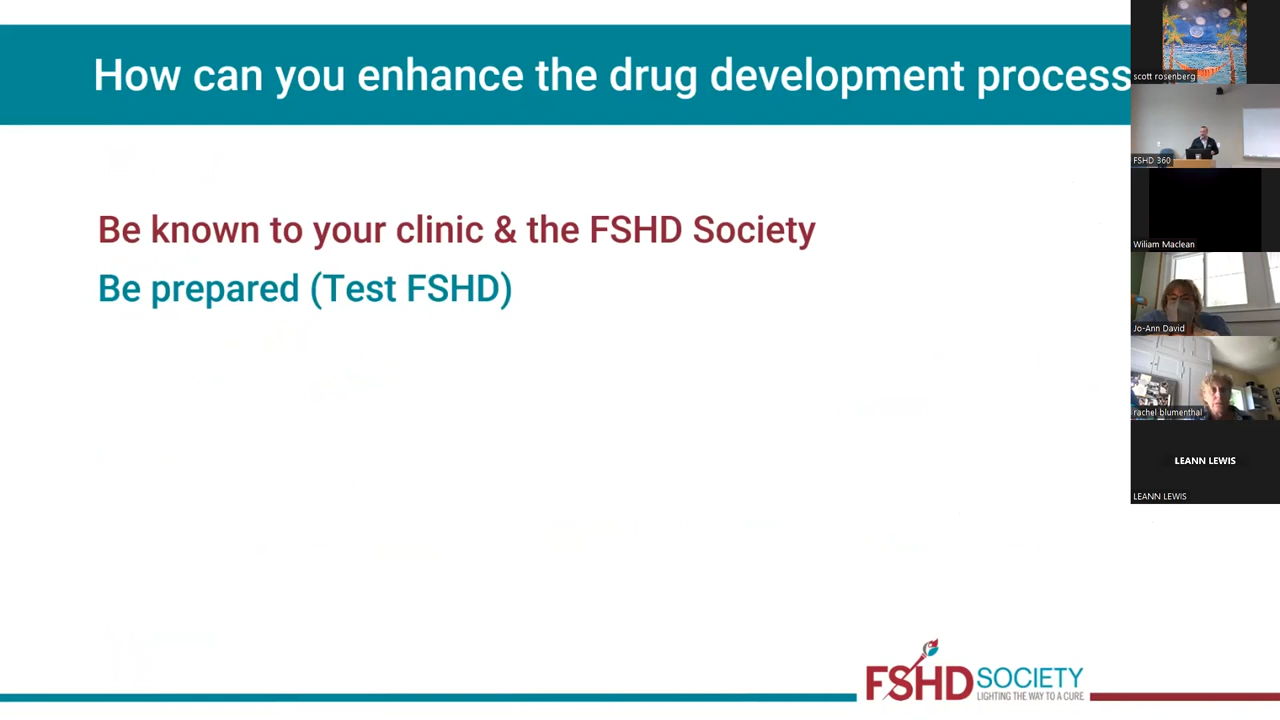 How can you enhance the drug development process
Be known to your clinic & the FSHD Society
Be prepared (Test FSHD)
scott rosenberg
FSHD 360
Wiliam Maclean
Jo-Ann David
rachel blumenthal
LEANN LEWIS
LEANN LEWIS
FSHD SOCIETY
LIGHTING THE WAY TO A CURE